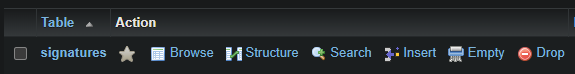 Table Action
signatures Browse Structure Search Insert Empty Drop